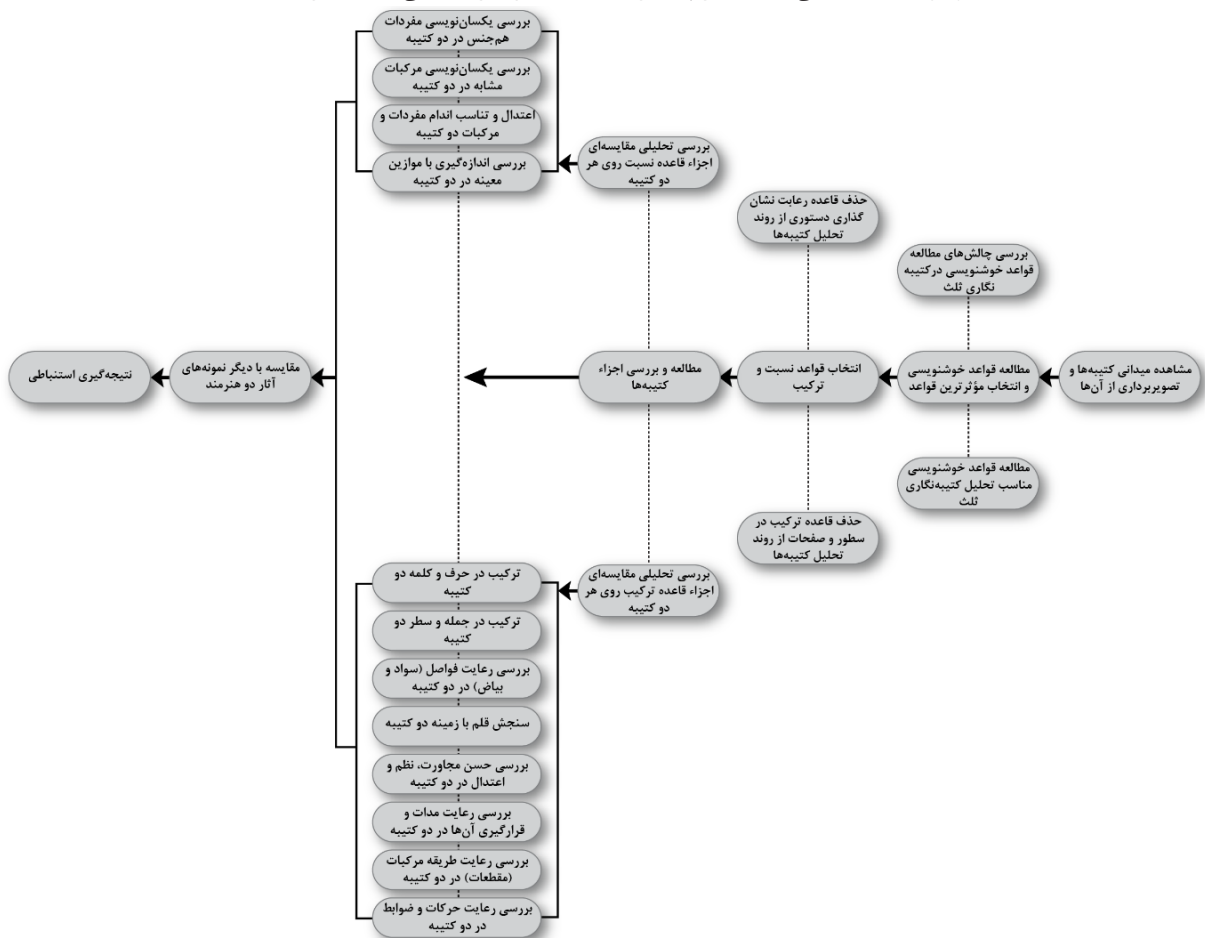 بررسی یکسان‌نویسی مفردات
هم‌جنس در دو کتیبه
بررسی یکسان‌نویسی مرکبات
مشابه در دو کتیبه
اعتدال و تناسب اندام مفردات و
مرکبات دو کتیبه
بررسی اندازه‌گیری با موازین
معینه در دو کتیبه
بررسی تحلیلی مقایسه‌ای
اجزاء قاعده نسبت روی هر
دو کتیبه
حذف قاعده رعایت نشان
گذاری دستوری از روند
تحلیل کتیبه‌ها
بررسی چالش‌های مطالعه
قواعد خوشنویسی درکتیبه
نگاری ثلث
مشاهده میدانی کتیبه‌ها و
تصویربرداری از آن‌ها
مطالعه قواعد خوشنویسی
و انتخاب مؤثرترین قواعد
انتخاب قواعد نسبت و
ترکیب
مطالعه و بررسی اجزاء
کتیبه‌ها
مقایسه با دیگر نمونه‌های
آثار دو هنرمند
نتیجه‌گیری استنباطی
مطالعه قواعد خوشنویسی
مناسب تحلیل کتیبه‌نگاری
ثلث
حذف قاعده ترکیب در
سطور و صفحات از روند
تحلیل کتیبه‌ها
بررسی تحلیلی مقایسه‌ای
اجزاء قاعده ترکیب روی هر
دو کتیبه
ترکیب در حرف و کلمه دو
کتیبه
ترکیب در جمله و سطر دو
کتیبه
بررسی رعایت فواصل (سواد و
بیاض) در دو کتیبه
سنجش قلم با زمینه دو کتیبه
بررسی حسن مجاورت، نظم و
اعتدال در دو کتیبه
بررسی رعایت مدات و
قرارگیری آن‌ها در دو کتیبه
بررسی رعایت طریقه مرکبات
(مقطعات) در دو کتیبه
بررسی رعایت حرکات و ضوابط
در دو کتیبه